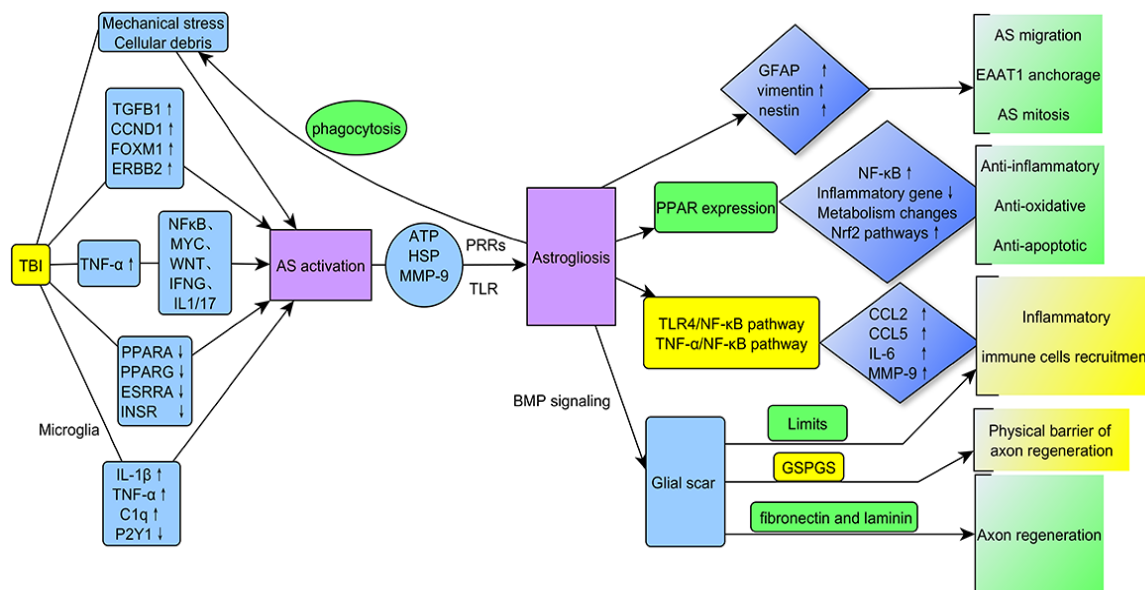 Mechanical stress
Cellular debris
TGFB1 ↑
CCND1 ↑
FOXM1 ↑
ERBB2 ↑
phagocytosis
TBI
TNF-α ↑
NFκB、
MYC、
WNT、
IFNG、
IL1/17
AS activation
PPARA ↓
PPARG ↓
ESRRA ↓
INSR ↓
Microglia
IL-1β ↑
TNF-α ↑
C1q ↑
P2Y1 ↓
ATP
HSP
MMP-9
PRRs
TLR
Astrogliosis
BMP signaling
GFAP ↑
vimentin ↑
nestin ↑
AS migration
EAAT1 anchorage
AS mitosis
PPAR expression
NF-κB ↑
Inflammatory gene ↓
Metabolism changes
Nrf2 pathways ↑
Anti-inflammatory
Anti-oxidative
Anti-apoptotic
TLR4/NF-κB pathway
TNF-α/NF-κB pathway
CCL2 ↑
CCL5 ↑
IL-6 ↑
MMP-9 ↑
Inflammatory
immune cells recruitment
Glial scar
Limits
GSPGS
fibronectin and laminin
Physical barrier of
axon regeneration
Axon regeneration